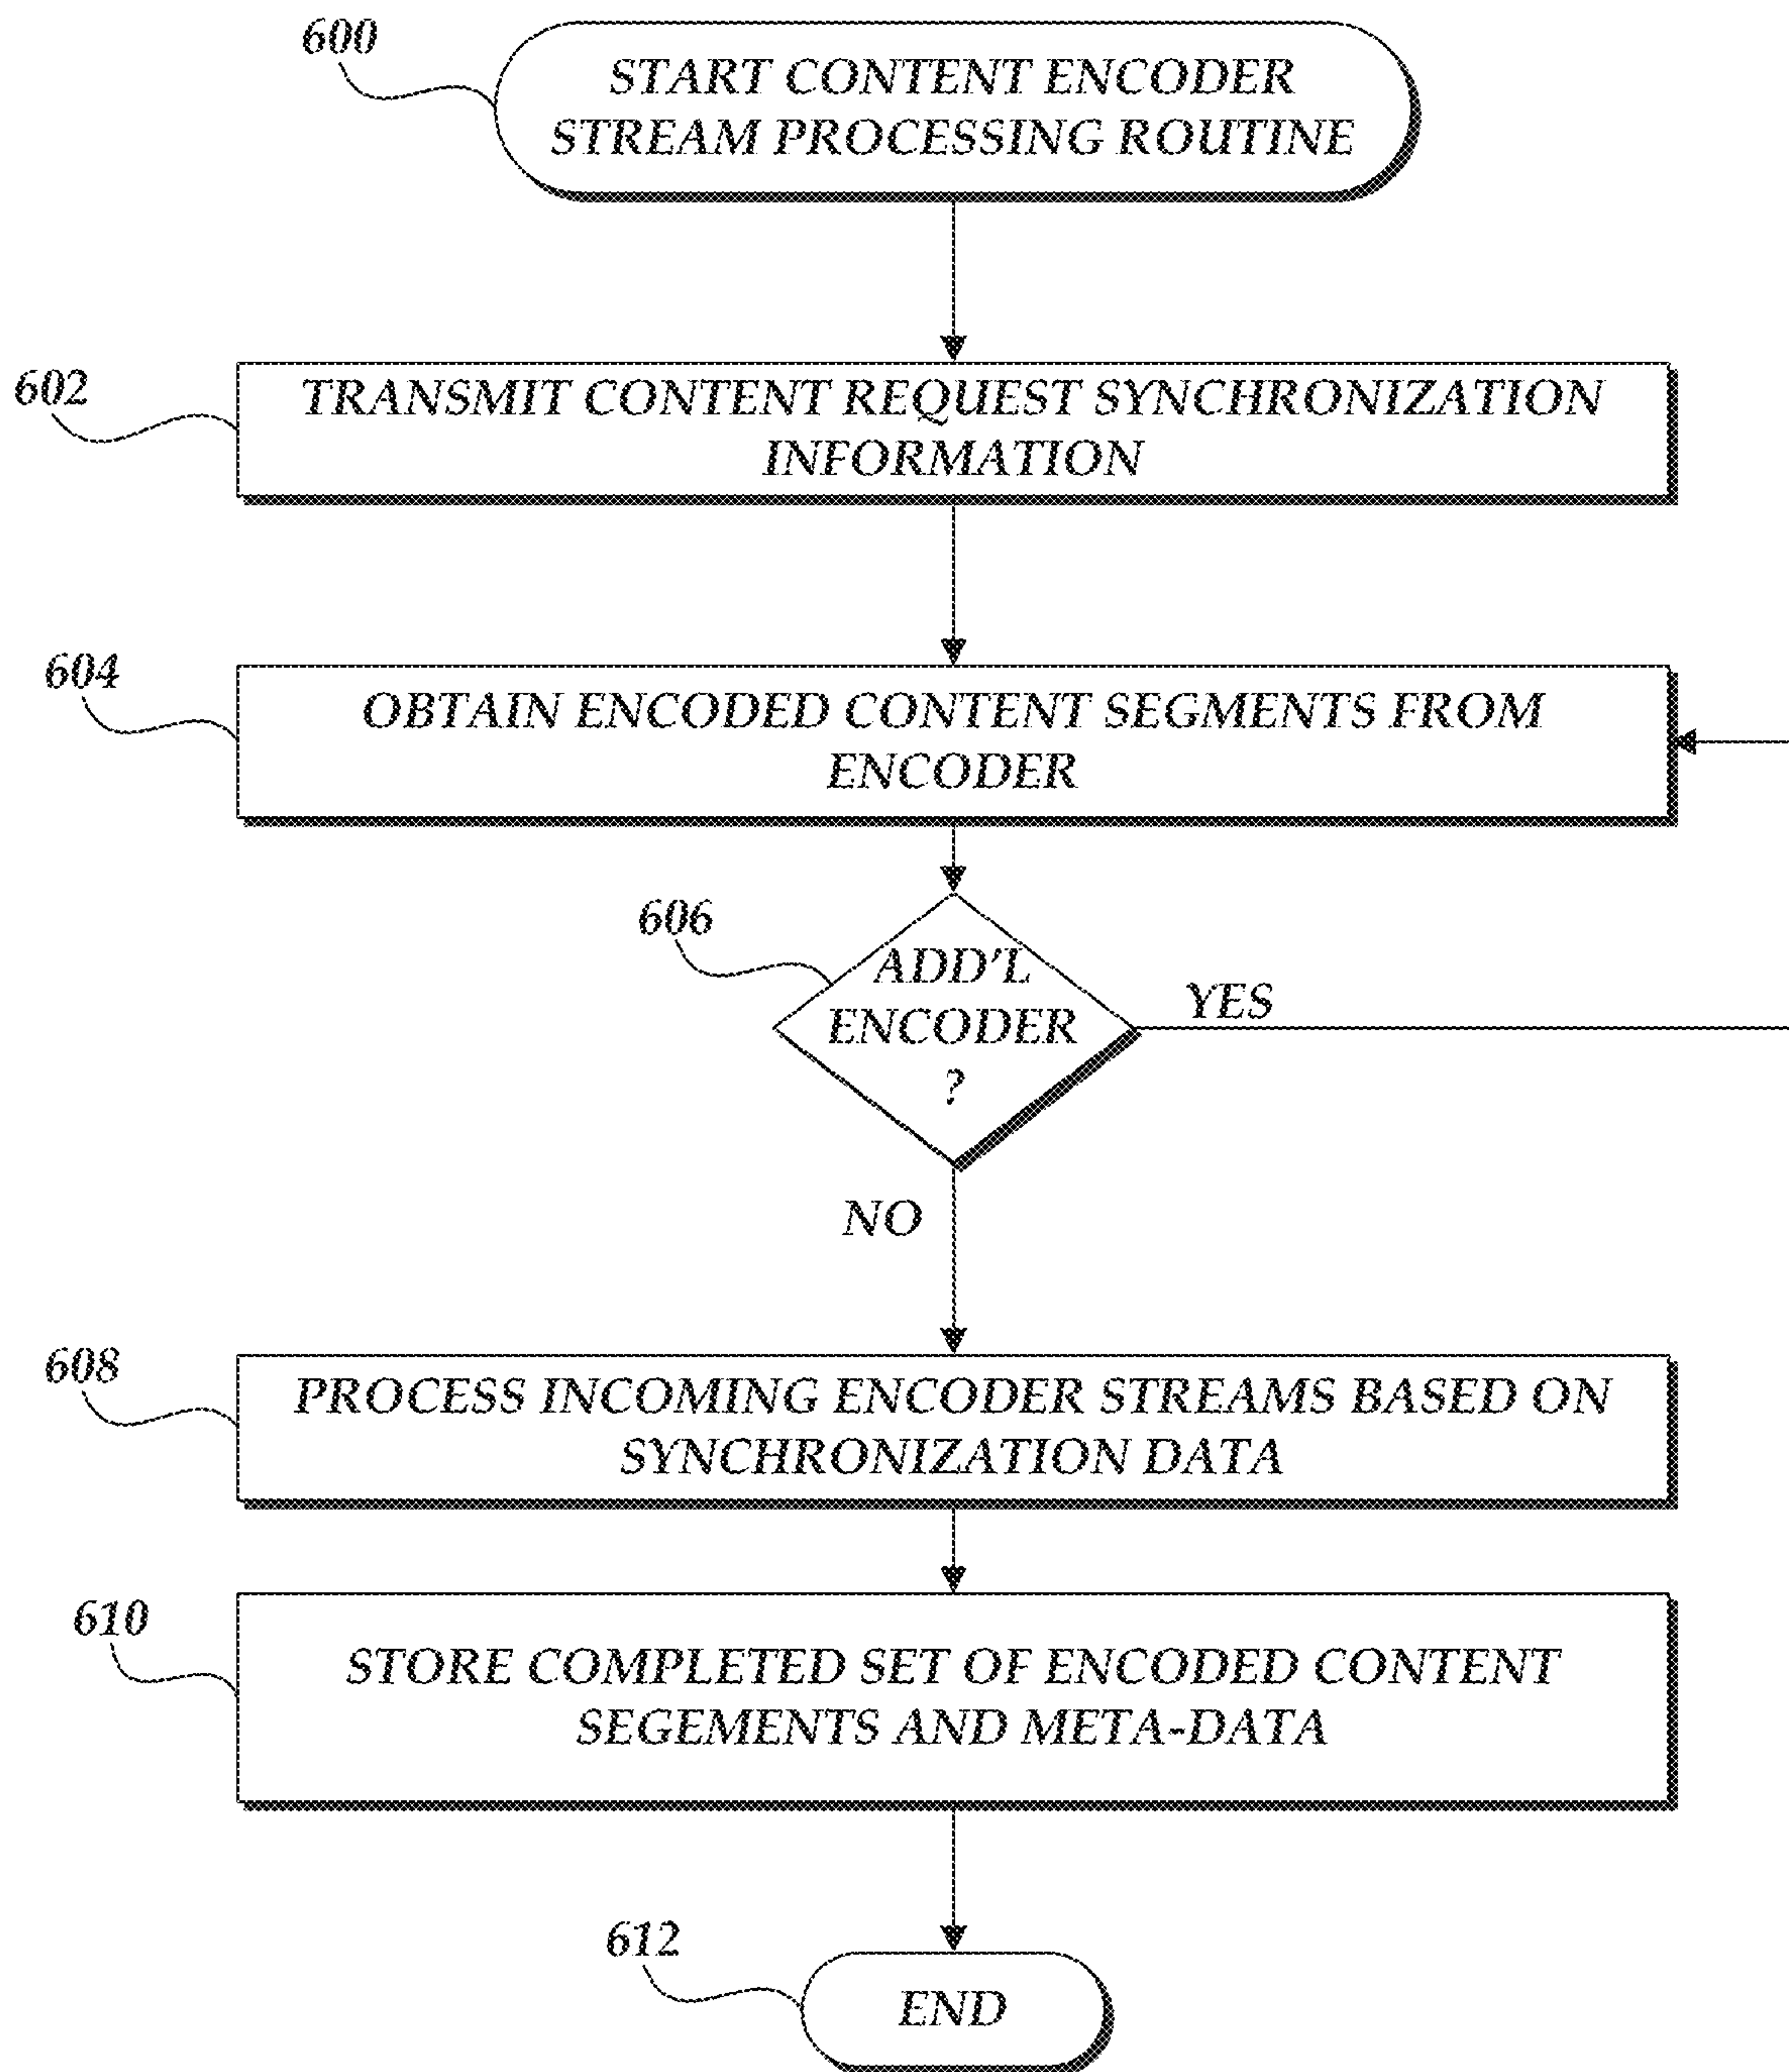 600
START CONTENT ENCODER
STREAM PROCESSING ROUTINE
602
TRANSMIT CONTENT REQUEST SYNCHRONIZATION
INFORMATION
604
OBTAIN ENCODED CONTENT SEGMENTS FROM
ENCODER
606
ADD'L
ENCODER
?
YES
NO
608
PROCESS INCOMING ENCODER STREAMS BASED ON
SYNCHRONIZATION DATA
610
STORE COMPLETED SET OF ENCODED CONTENT
SEGEMENTS AND META-DATA
612
END